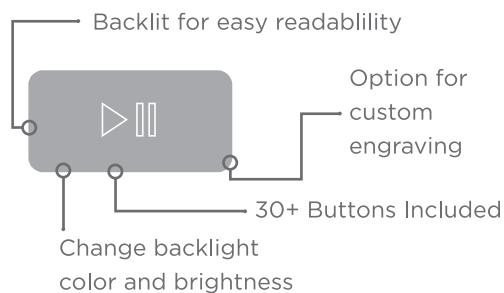 Backlit for easy readablility
Option for
custom
engraving
30+ Buttons Included
Change backlight
color and brightness